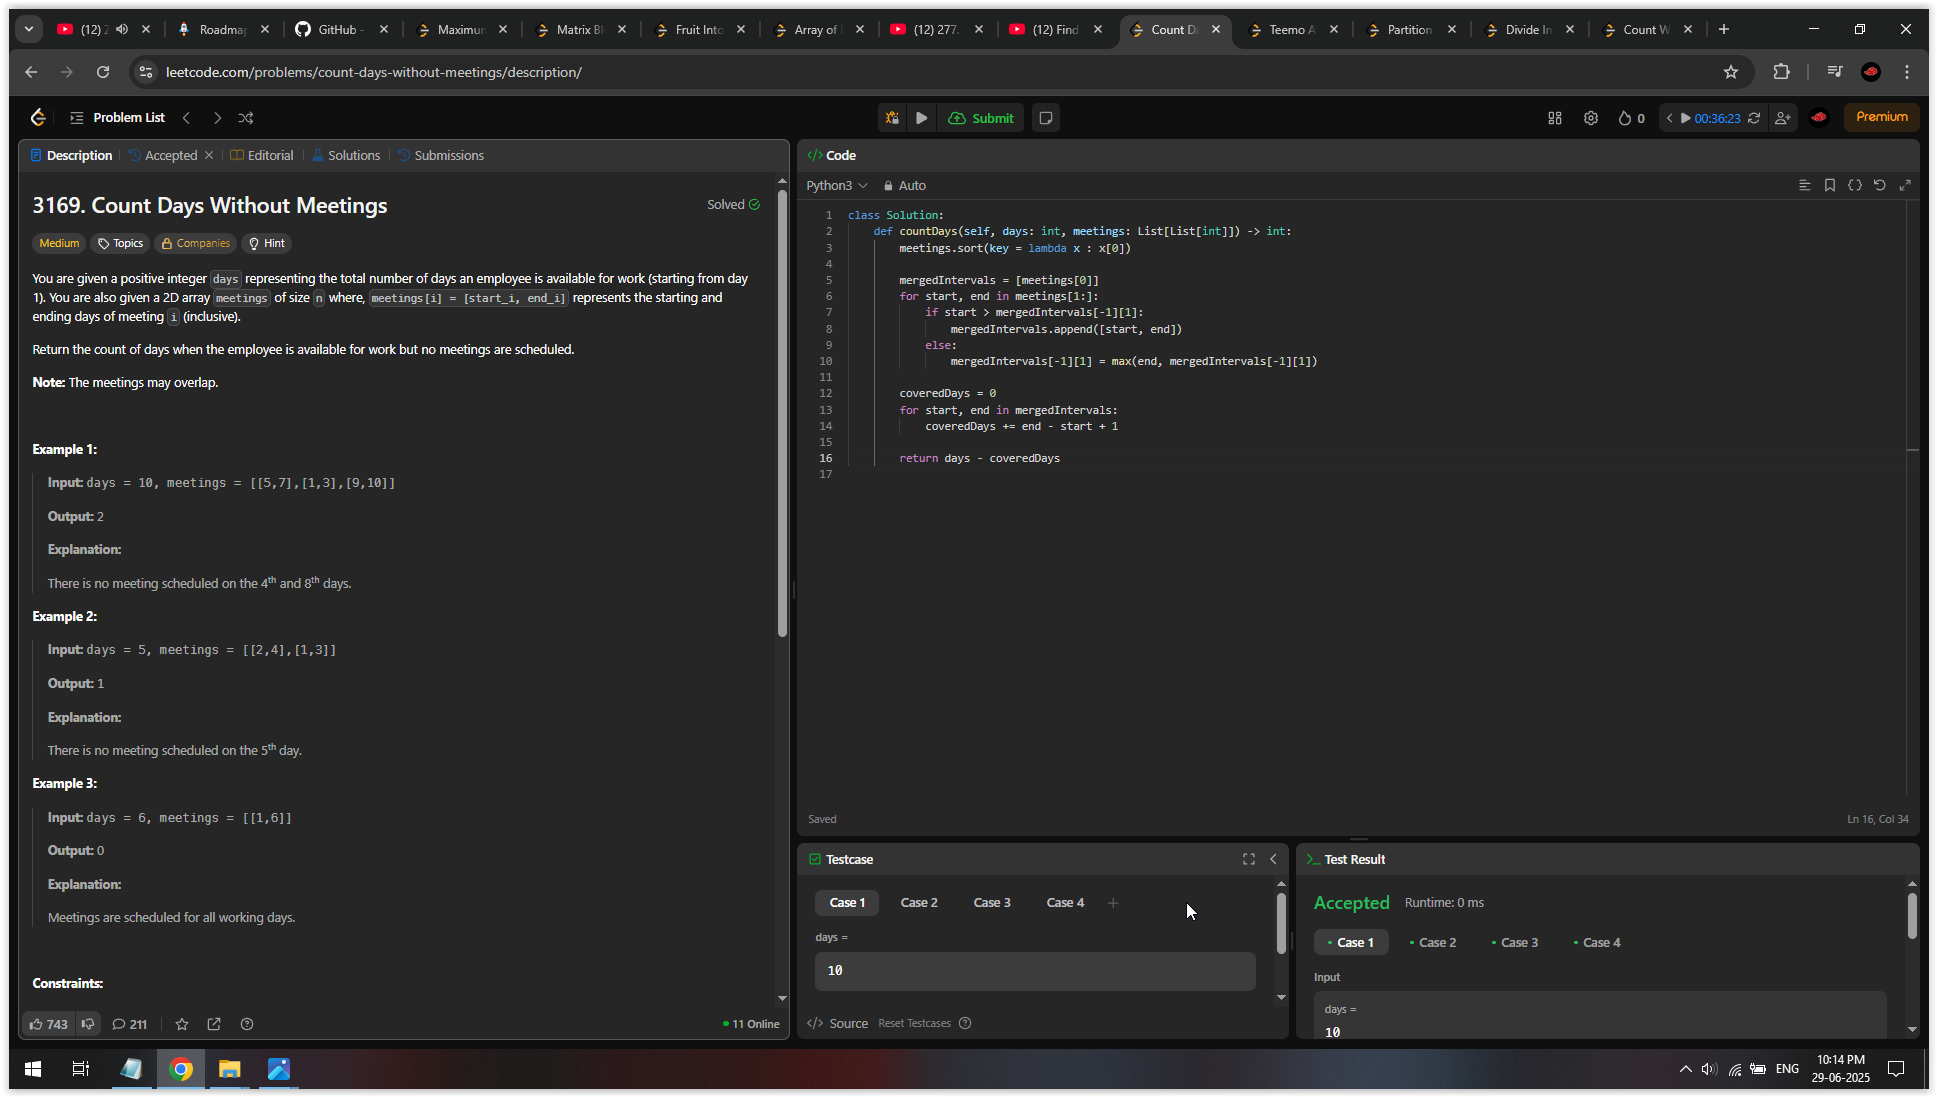 (12) 2
Roadmap
GitHub -
Maximum
Matrix Bl
Fruit Into
Array of
(12) 277.
(12) Find
Count Da
Teemo A
Partition
Divide In
Count W
leetcode.com/problems/count-days-without-meetings/description/
Problem List
Submit
0
00:36:23
Premium
Description
Accepted
Editorial
Solutions
Submissions
3169. Count Days Without Meetings
Solved
Medium
Topics
Companies
Hint
You are given a positive integer days representing the total number of days an employee is available for work (starting from day
1). You are also given a 2D array meetings of size n where, meetings[i] = [start_i, end_i] represents the starting and
ending days of meeting i (inclusive).
Return the count of days when the employee is available for work but no meetings are scheduled.
Note: The meetings may overlap.
Example 1:
Input: days = 10, meetings = [[5,7],[1,3],[9,10]]
Output: 2
Explanation:
There is no meeting scheduled on the 4th and 8th days.
Example 2:
Input: days = 5, meetings = [[2,4],[1,3]]
Output: 1
Explanation:
There is no meeting scheduled on the 5th day.
Example 3:
Input: days = 6, meetings = [[1,6]]
Output: 0
Explanation:
Meetings are scheduled for all working days.
Constraints:
743
211
11 Online
</> Code
Python3
Auto
1 class Solution:
2 def countDays(self, days: int, meetings: List[List[int]]) -> int:
3 meetings.sort(key = lambda x : x[0])
4
5 mergedIntervals = [meetings[0]]
6 for start, end in meetings[1:]:
7 if start > mergedIntervals[-1][1]:
8 mergedIntervals.append([start, end])
9 else:
10 mergedIntervals[-1][1] = max(end, mergedIntervals[-1][1])
11
12 coveredDays = 0
13 for start, end in mergedIntervals:
14 coveredDays += end - start + 1
15
16 return days - coveredDays
17
Saved
Ln 16, Col 34
Testcase
Case 1
Case 2
Case 3
Case 4
days =
10
</> Source
Reset Testcases
Test Result
Accepted
Runtime: 0 ms
Case 1
Case 2
Case 3
Case 4
Input
days =
10
ENG
10:14 PM
29-06-2025